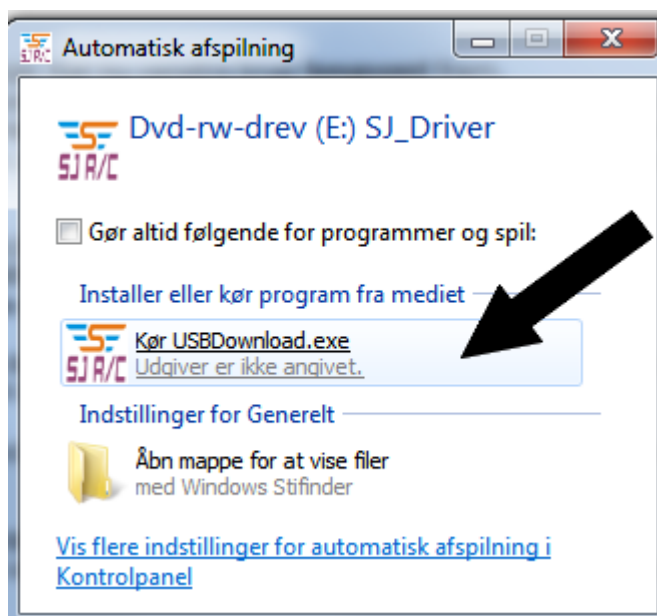 SJ R/C
Automatisk afspilning
SJ R/C
Dvd-rw-drev (E:) SJ_Driver
Gør altid følgende for programmer og spil:
Installer eller kør program fra mediet
SJ R/C
Kør USBDownload.exe
Udgiver er ikke angivet.
Indstillinger for Generelt
Åbn mappe for at vise filer
med Windows Stifinder
Vis flere indstillinger for automatisk afspilning i
Kontrolpanel